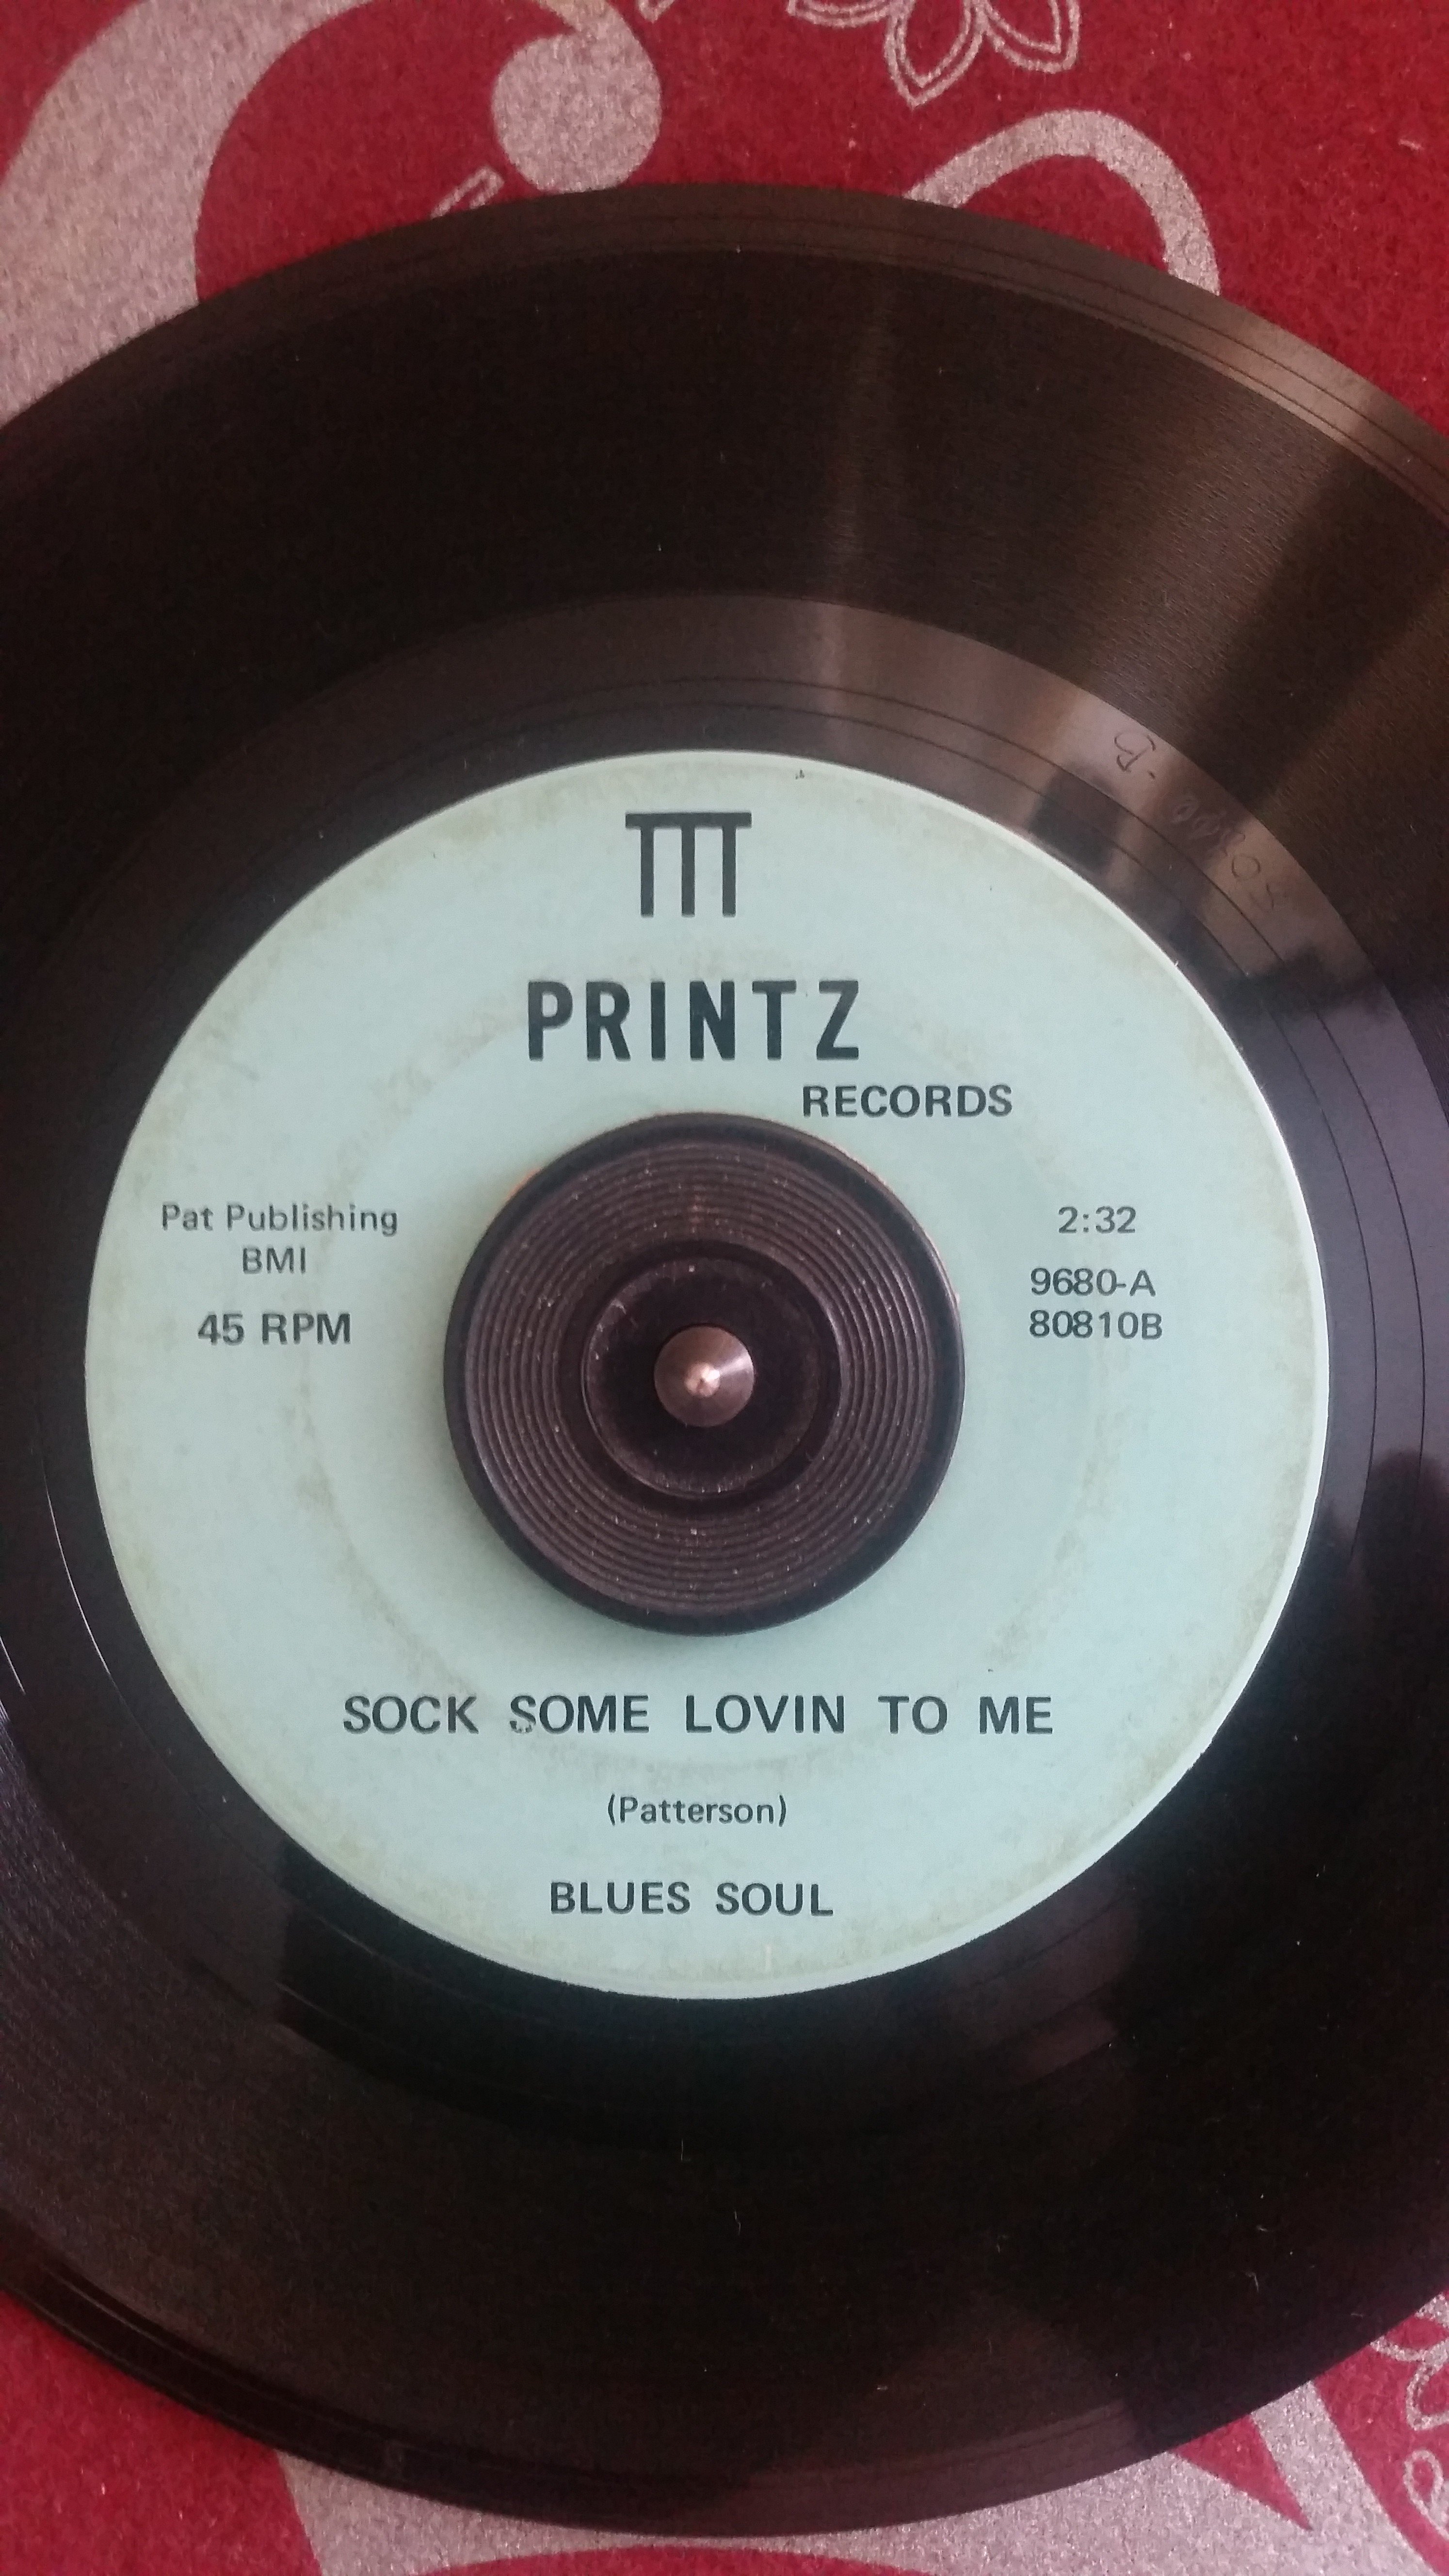 PRINTZ
RECORDS
Pat Publishing
BMI
45 RPM
2:32
9680-A
80810B
SOCK SOME LOVIN TO ME
(Patterson)
BLUES SOUL